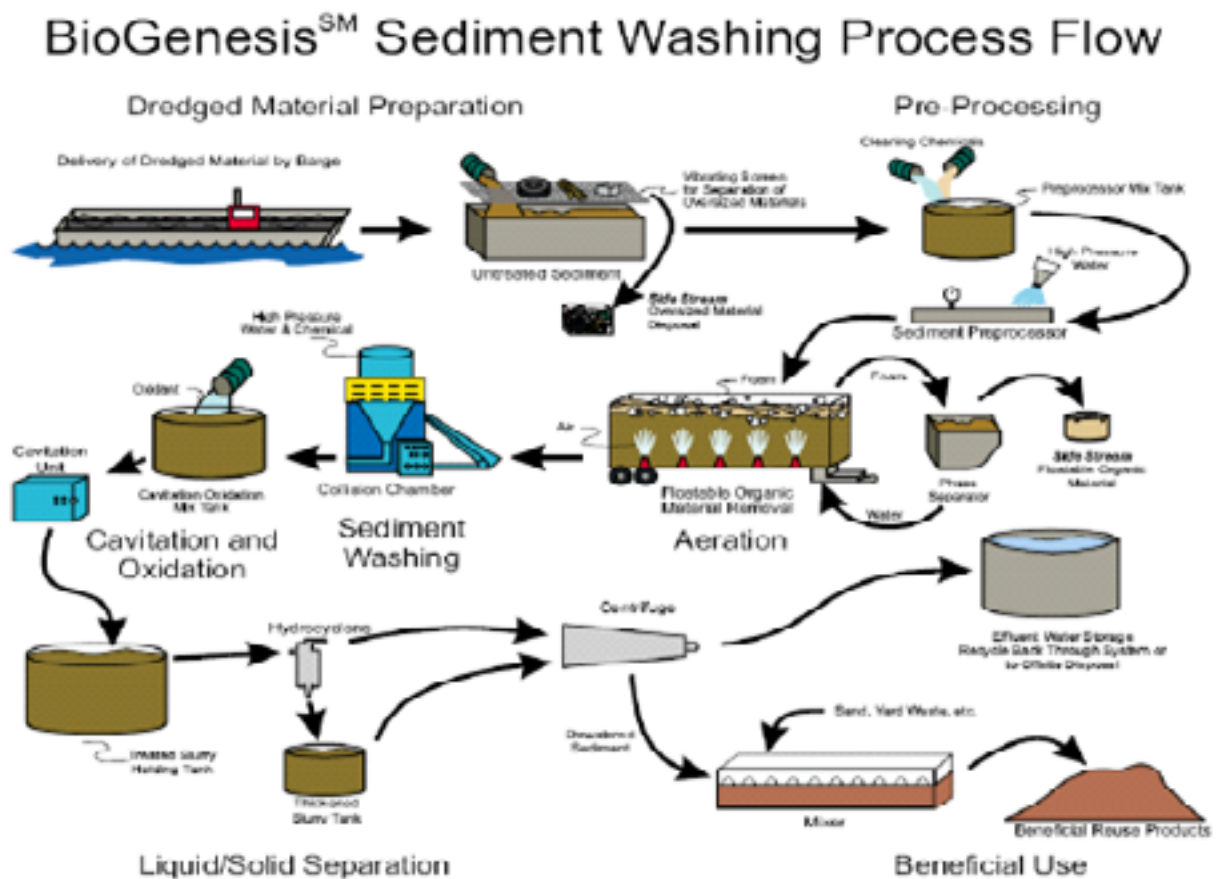 BioGenesis℠ Sediment Washing Process Flow
Dredged Material Preparation
Pre-Processing
Delivery of Dredged Material by Barge
Vibrating Screen
for Separation of
Oversized Materials
Untreated Sediment
Side Stream
Oversized Material
Disposal
Cleaning Chemicals
Preprocessor Mix Tank
High Pressure
Water
Sediment Preprocessor
High Pressure
Water & Chemical
Oxidant
Foam
Foam
Air
Cavitation
Unit
Cavitation Oxidation
Mix Tank
Collision Chamber
Floatable Organic
Material Removal
Water
Phase
Separator
Side Stream
Floatable Organic
Material
Cavitation and
Oxidation
Sediment
Washing
Aeration
Hydrocyclone
Centrifuge
Effluent Water Storage
Recycle Back Through System or
to Offsite Disposal
Treated Slurry
Holding Tank
Thickened
Slurry Tank
Dewatered
Sediment
Sand, Yard Waste, etc.
Mixer
Beneficial Reuse Products
Liquid/Solid Separation
Beneficial Use